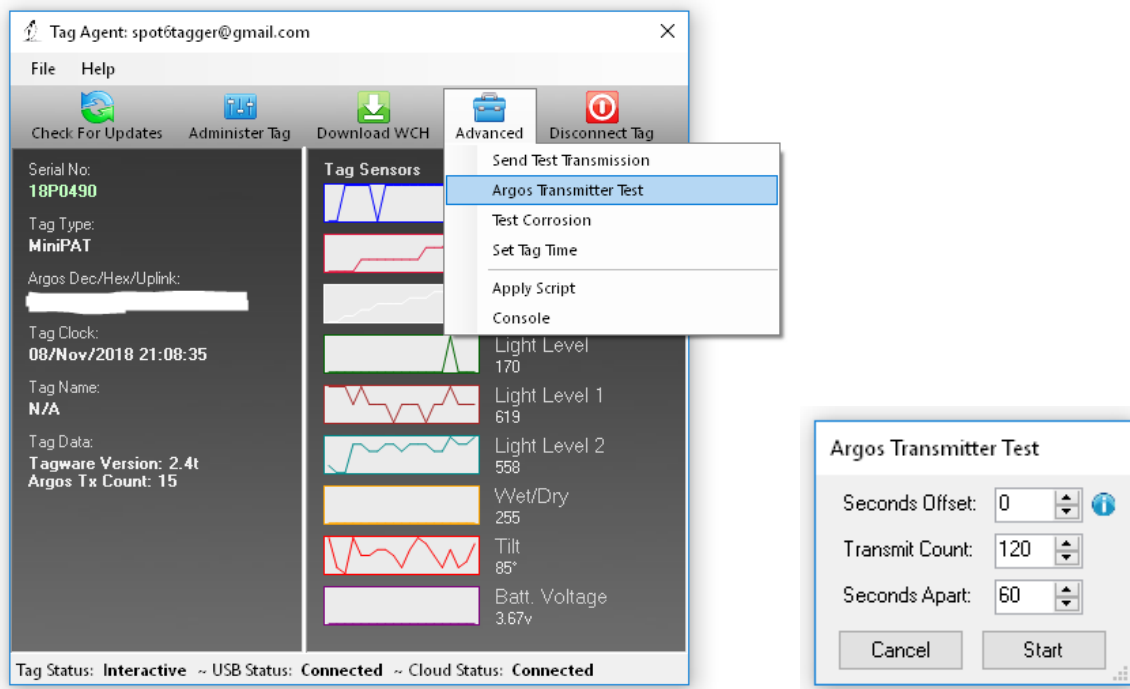 Tag Agent: spot6tagger@gmail.com
File Help
Check For Updates Administer Tag Download WCH Advanced Disconnect Tag
Send Test Transmission
Argos Transmitter Test
Test Corrosion
Set Tag Time
Apply Script
Console
Serial No:
18P0490
Tag Type:
MiniPAT
Argos Dec/Hex/Uplink:
Tag Clock:
08/Nov/2018 21:08:35
Tag Name:
N/A
Tag Data:
Tagware Version: 2.4t
Argos Tx Count: 15
Tag Sensors
Light Level
170
Light Level 1
619
Light Level 2
558
Wet/Dry
255
Tilt
85°
Batt. Voltage
3.67v
Tag Status: Interactive ~ USB Status: Connected ~ Cloud Status: Connected
Argos Transmitter Test
Seconds Offset: 0
Transmit Count: 120
Seconds Apart: 60
Cancel Start